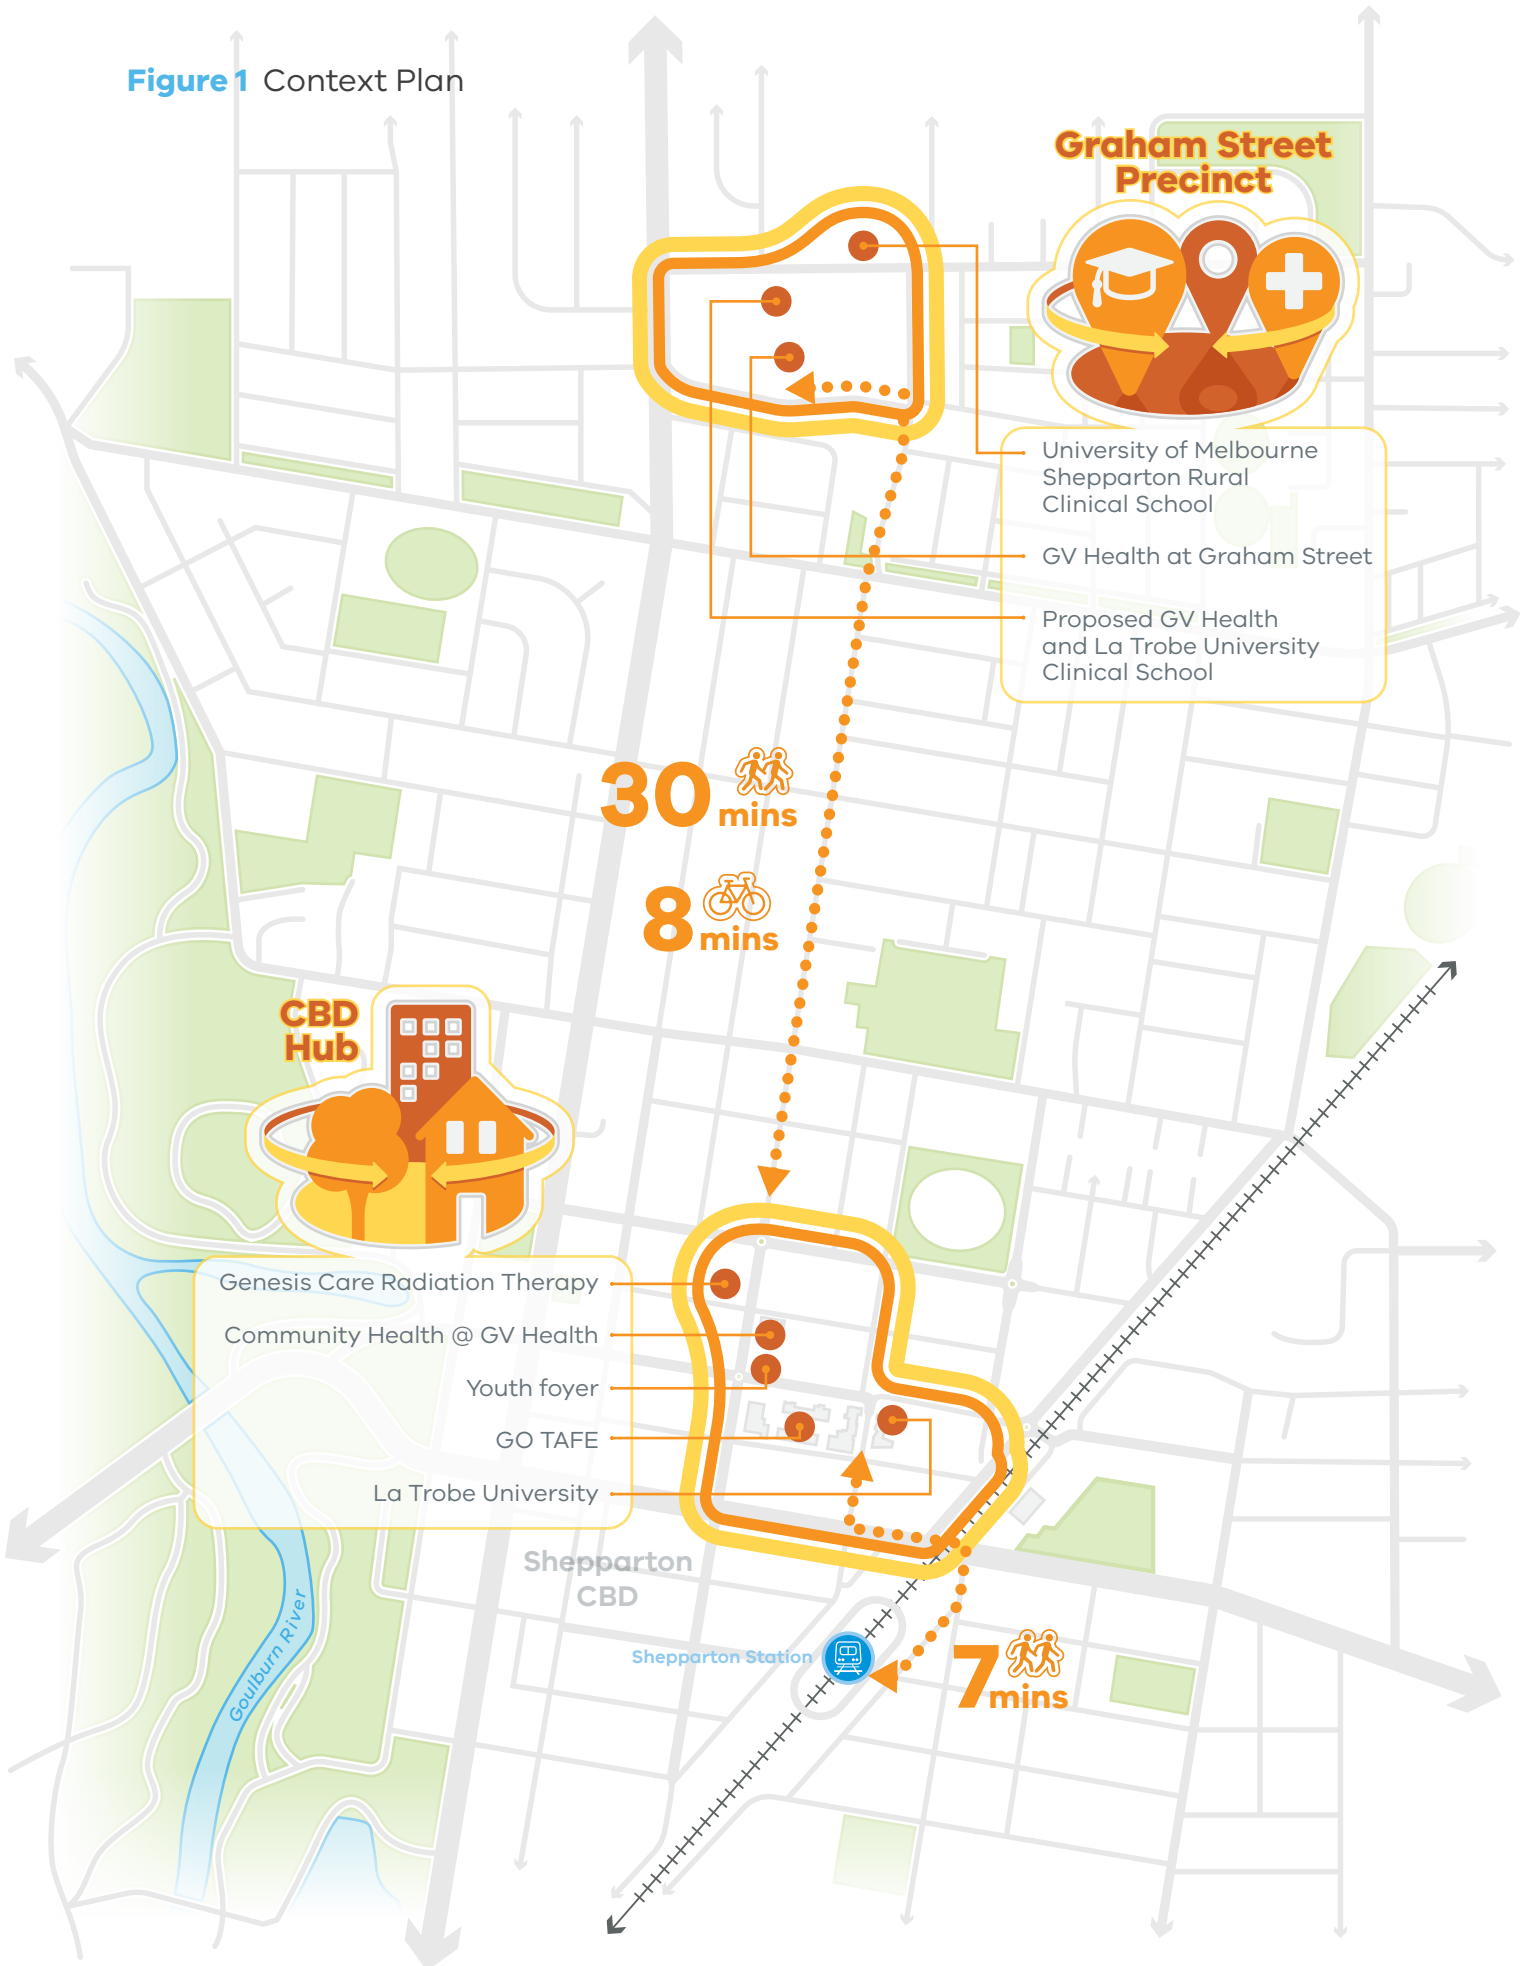 Figure 1 Context Plan
Graham Street
Precinct
University of Melbourne
Shepparton Rural
Clinical School
GV Health at Graham Street
Proposed GV Health
and La Trobe University
Clinical School
30 mins
8 mins
CBD
Hub
Genesis Care Radiation Therapy
Community Health @ GV Health
Youth foyer
GO TAFE
La Trobe University
Shepparton
CBD
Shepparton Station
7 mins
Goulburn River